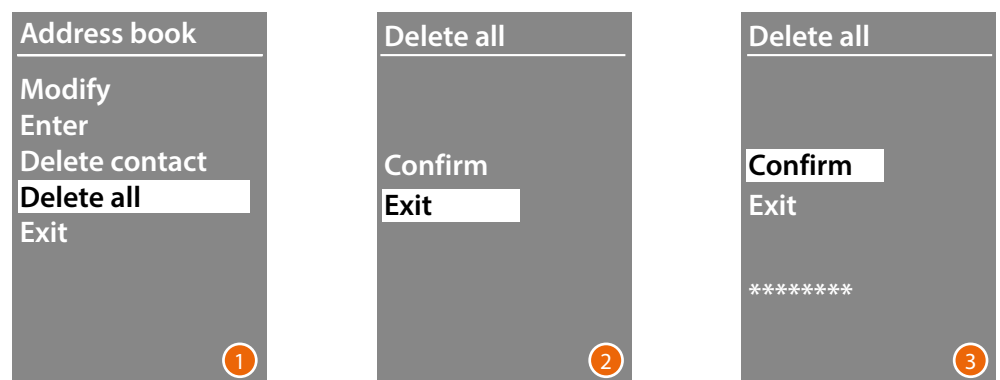 Address book
Modify
Enter
Delete contact
Delete all
Exit
1
Delete all
Confirm
Exit
2
Delete all
Confirm
Exit
********
3